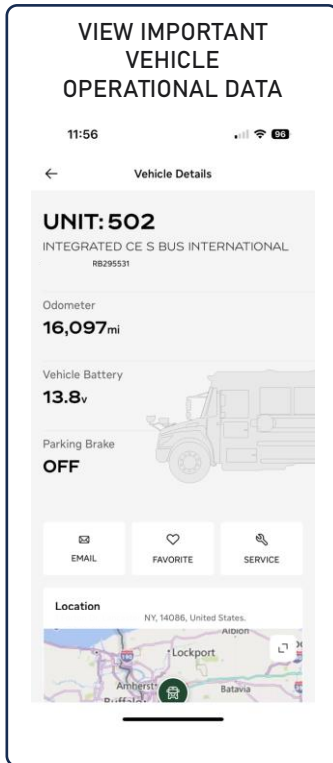 VIEW IMPORTANT
VEHICLE
OPERATIONAL DATA
11:56
96
Vehicle Details
UNIT: 502
INTEGRATED CE S BUS INTERNATIONAL
RB295531
Odometer
16,097mi
Vehicle Battery
13.8v
Parking Brake
OFF
EMAIL
FAVORITE
SERVICE
Location
NY, 14086, United States.
Albion
Lockport
Amherst
Batavia